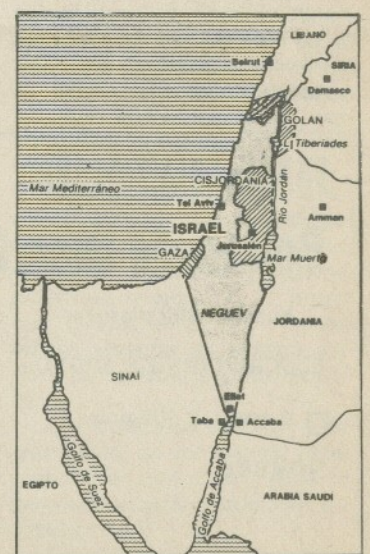 LIBANO
Beirut
SIRIA
Damasco
GOLAN
L. Tiberiades
CISJORDANIA
Mar Mediterráneo
Tel Aviv
Río Jordán
Amman
ISRAEL
Jerusalén
GAZA
Mar Muerto
NEGUEV
JORDANIA
SINAI
Eilat
Taba
Accaba
Golfo de Suez
Golfo de Accaba
EGIPTO
ARABIA SAUDI